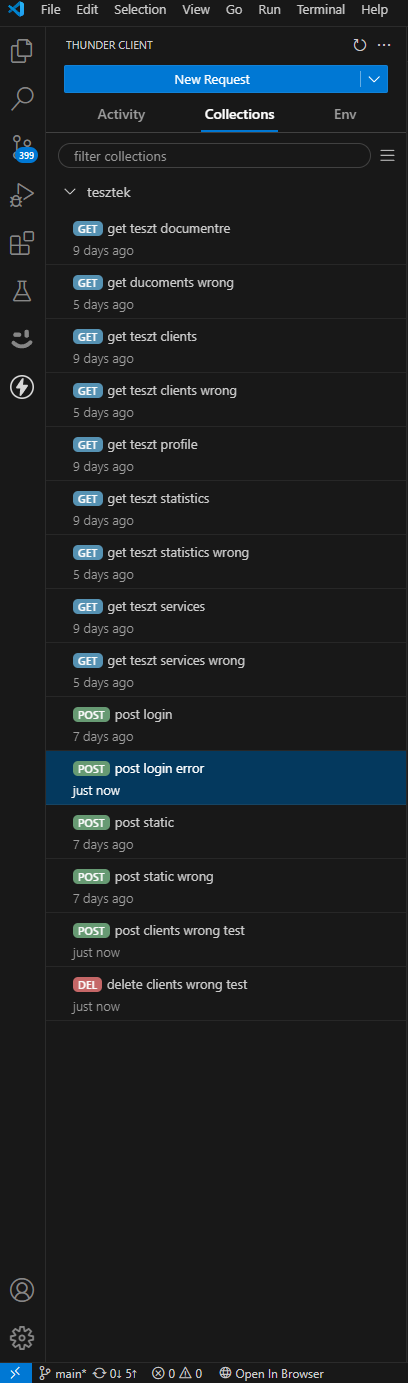 File Edit Selection View Go Run Terminal Help
THUNDER CLIENT
New Request
Activity Collections Env
filter collections
399
tesztek
GET get teszt documentre
9 days ago
GET get ducoments wrong
5 days ago
GET get teszt clients
9 days ago
GET get teszt clients wrong
5 days ago
GET get teszt profile
9 days ago
GET get teszt statistics
9 days ago
GET get teszt statistics wrong
5 days ago
GET get teszt services
9 days ago
GET get teszt services wrong
5 days ago
POST post login
7 days ago
POST post login error
just now
POST post static
7 days ago
POST post static wrong
7 days ago
POST post clients wrong test
just now
DEL delete clients wrong test
just now
main* 0↓ 5↑ 0 0 Open In Browser